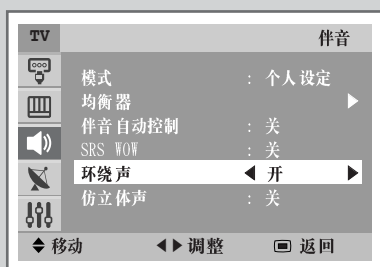 TV 伴音
模式 : 个人设定
均衡器
伴音自动控制 : 关
SRS WOW : 关
环绕声 开
仿立体声 : 关
移动 调整 返回